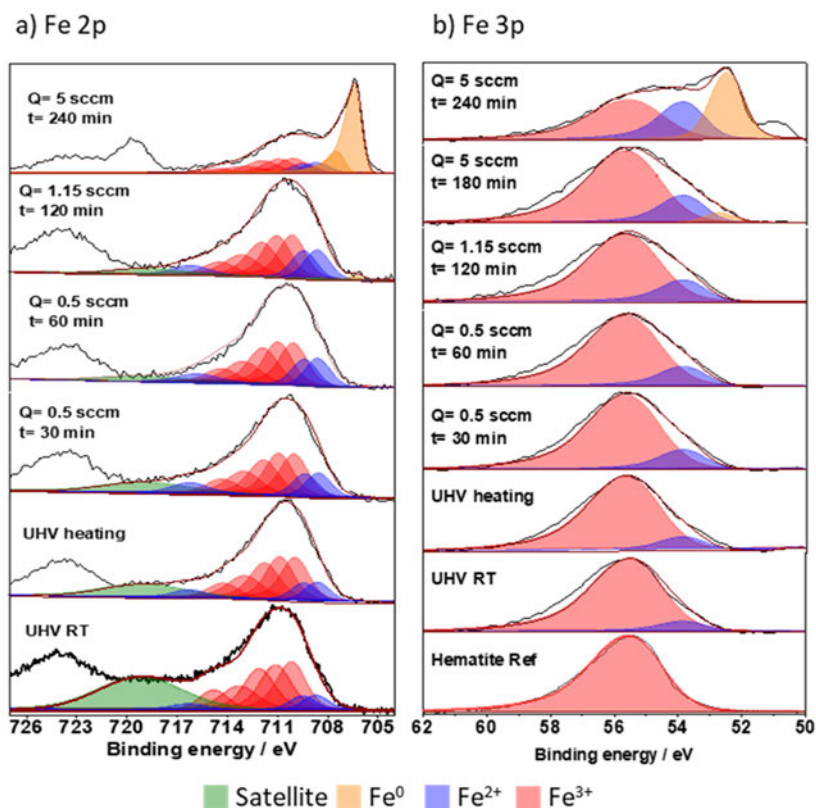 a) Fe 2p
Q= 5 sccm
t= 240 min
Q= 1.15 sccm
t= 120 min
Q= 0.5 sccm
t= 60 min
Q= 0.5 sccm
t= 30 min
UHV heating
UHV RT
726 723 720 717 714 711 708 705
Binding energy / eV
b) Fe 3p
Q= 5 sccm
t= 240 min
Q= 5 sccm
t= 180 min
Q= 1.15 sccm
t= 120 min
Q= 0.5 sccm
t= 60 min
Q= 0.5 sccm
t= 30 min
UHV heating
UHV RT
Hematite Ref
62 60 58 56 54 52 50
Binding energy / eV
Satellite Fe⁰ Fe²⁺ Fe³⁺